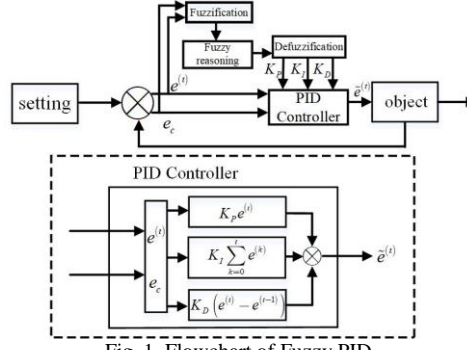 Fuzzification
Fuzzy
reasoning
Defuzzification
K_P K_I K_D
e^{(t)}
setting
PID
Controller
ẽ^{(t)}
object
e_c
PID Controller
K_P e^{(t)}
e^{(t)}
K_I \sum_{k=0}^{t} e^{(k)}
ẽ^{(t)}
e_c
K_D (e^{(t)} − e^{(t−1)})
Fig. 1. Flowchart of Fuzzy PID